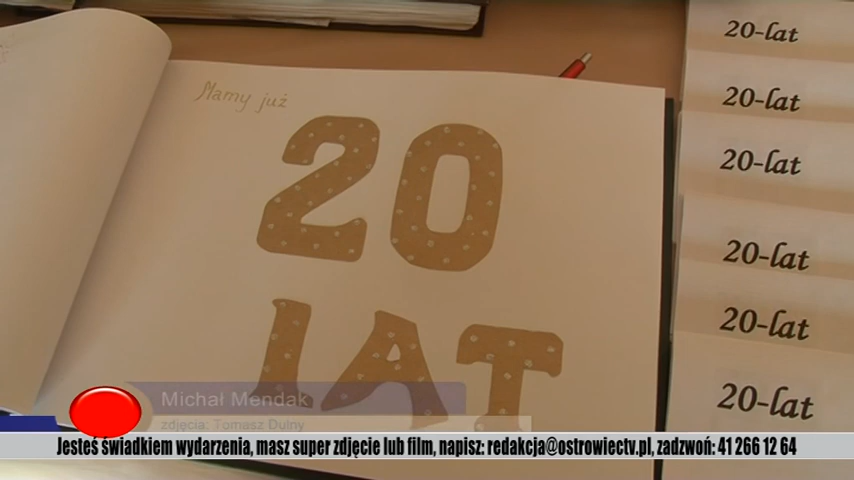 Mamy już
20
LAT
20-lat
20-lat
20-lat
20-lat
20-lat
20-lat
Michał Mendak
zdjęcia: Tomasz Dulny
Jesteś świadkiem wydarzenia, masz super zdjęcie lub film, napisz: redakcja@ostrowiectv.pl, zadzwoń: 41 266 12 64